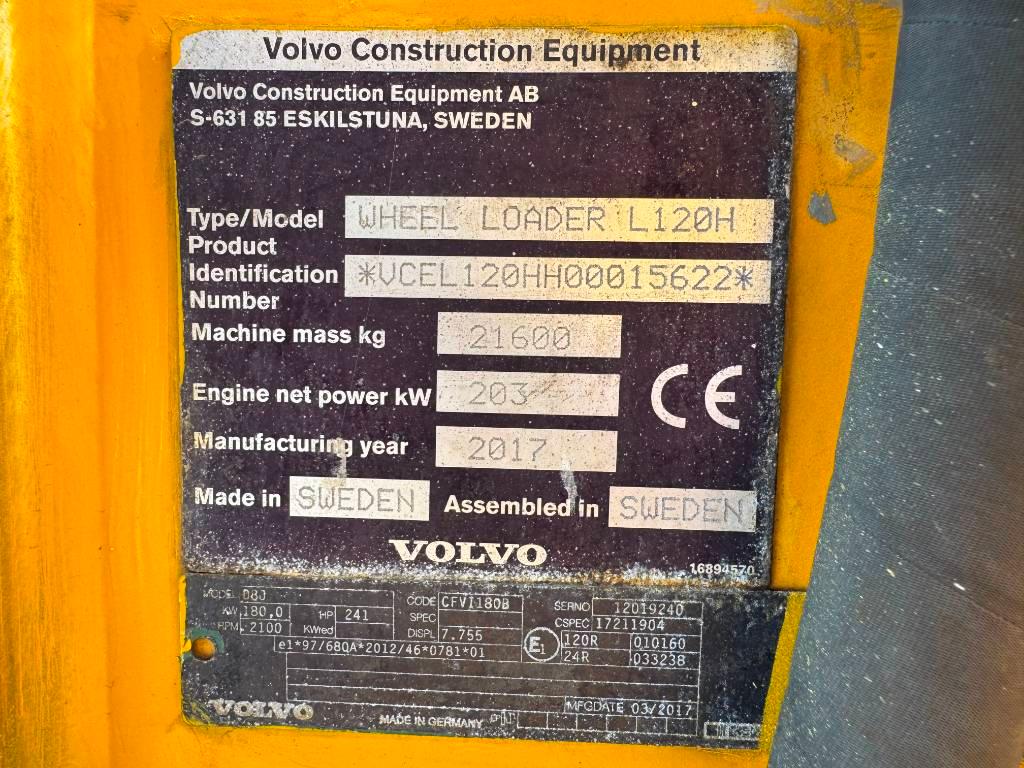 Volvo Construction Equipment
Volvo Construction Equipment AB
S-631 85 ESKILSTUNA, SWEDEN
Type/Model WHEEL LOADER L120H
Product
Identification *VCEL120HH00015622*
Number
Machine mass kg 21600
Engine net power kW 203
Manufacturing year 2017
Made in SWEDEN Assembled in SWEDEN
VOLVO
16894570
MODEL D8J CODE CFV1180B SERNO 12019240
KW 180,0 HP 241 SPEC CSPEC 17211904
RPM 2100 KWred DISPL 7.755 E1 120R 010160
e1*97/68QA*2012/46*0781*01 24R 033238
MFGDATE 03/2017
VOLVO MADE IN GERMANY